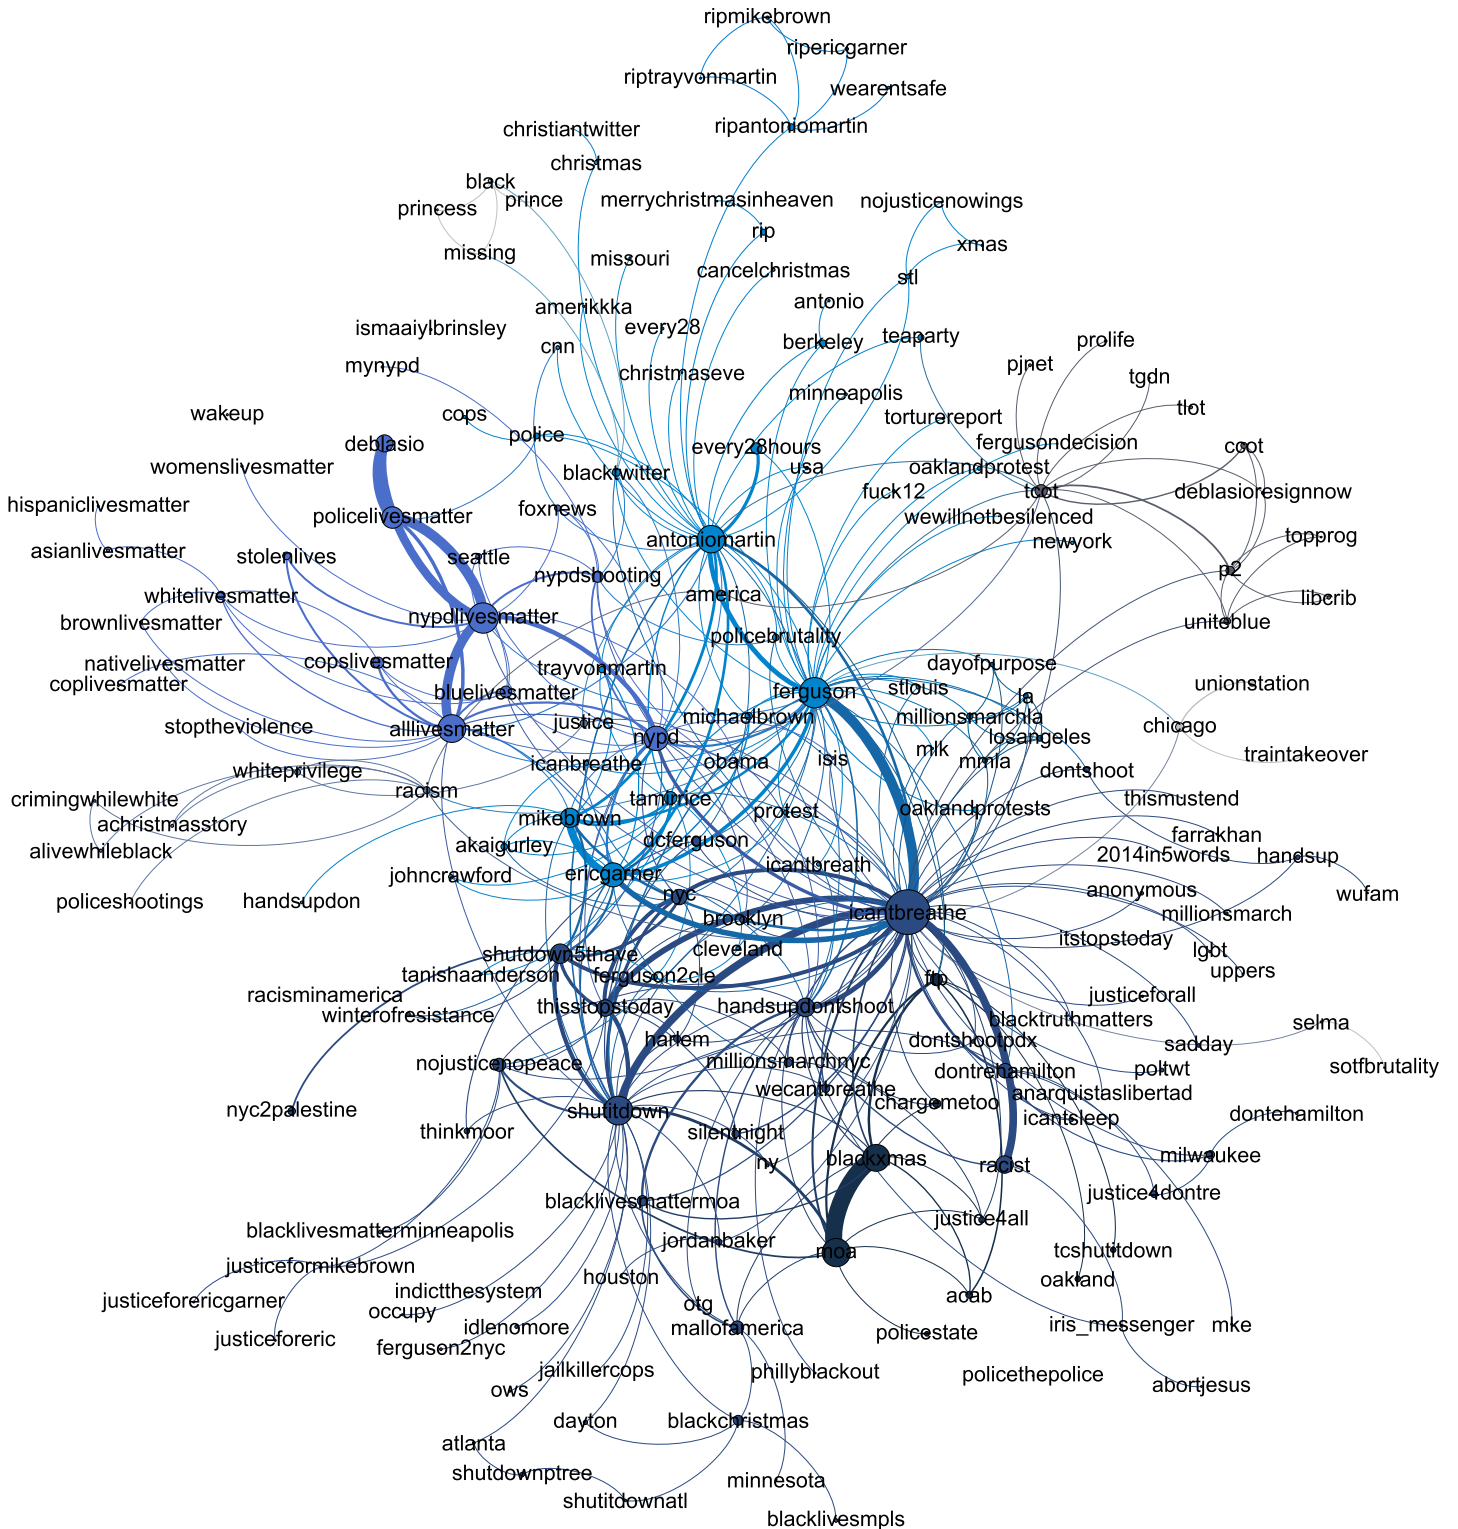 ripmikebrown
ripericgarner
riptrayvonmartin
wearentsafe
ripantoniomartin
christiantwitter
christmas
black
prince
princess
merrychristmasinheaven
nojusticenowings
rip
xmas
missing
missouri
cancelchristmas
stl
antonio
amerikkka
ismaaiylbrinsley
every28
cnn
berkeley
teaparty
prolife
mynypd
christmaseve
pjnet
tgdn
minneapolis
tlot
wakeup
cops
torturereport
deblasio
police
every28hours
fergusondecision
ccot
womenslivesmatter
blacktwitter
usa
oaklandprotest
tcot
fuck12
deblasioresignnow
hispaniclivesmatter
policelivesmatter
foxnews
wewillnotbesilenced
antoniomartin
newyork
topprog
asianlivesmatter
stolenlives
seattle
nypdshooting
p2
whitelivesmatter
america
libcrib
brownlivesmatter
nypdlivesmatter
policebrutality
uniteblue
nativelivesmatter
copslivesmatter
trayvonmartin
dayofpurpose
coplivesmatter
bluelivesmatter
ferguson
stlouis
la
unionstation
stoptheviolence
alllivesmatter
justice
michaelbrown
millionsmarchla
chicago
nypd
losangeles
mlk
traintakeover
whiteprivilege
icanbreathe
obama
isis
mmla
dontshoot
crimingwhilewhite
racism
tamirrice
thismustend
achristmasstory
mikebrown
protest
oaklandprotests
farrakhan
alivewhileblack
akaigurley
dcferguson
2014in5words
handsup
johncrawford
ericgarner
icantbreath
anonymous
wufam
policeshootings
handsupdon
nyc
brooklyn
icantbreathe
millionsmarch
shutdown5thave
cleveland
itstopstoday
lgbt
tanishaanderson
ferguson2cle
ftp
uppers
racisminamerica
winterofresistance
thisstopstoday
handsupdontshoot
justiceforall
blacktruthmatters
selma
harlem
dontshootpdx
sadday
nojusticenopeace
millionsmarchnyc
dontrehamilton
poltwt
sotfbrutality
wecantbreathe
chargometoo
anarquistaslibertad
nyc2palestine
shutitdown
icantsleep
dontehamilton
thinkmoor
silentnight
ny
blackxmas
racist
milwaukee
blacklivesmattermoa
justice4dontre
blacklivesmatterminneapolis
jordanbaker
moa
justice4all
tcshutitdown
justiceformikebrown
houston
oakland
justiceforericgarner
indictthesystem
occupy
otg
acab
justiceforeric
idlenomore
mallofamerica
policestate
iris_messenger
mke
ferguson2nyc
jailkillercops
phillyblackout
policethepolice
abortjesus
ows
dayton
blackchristmas
atlanta
shutdownptree
minnesota
shutitdownatl
blacklivesmpls